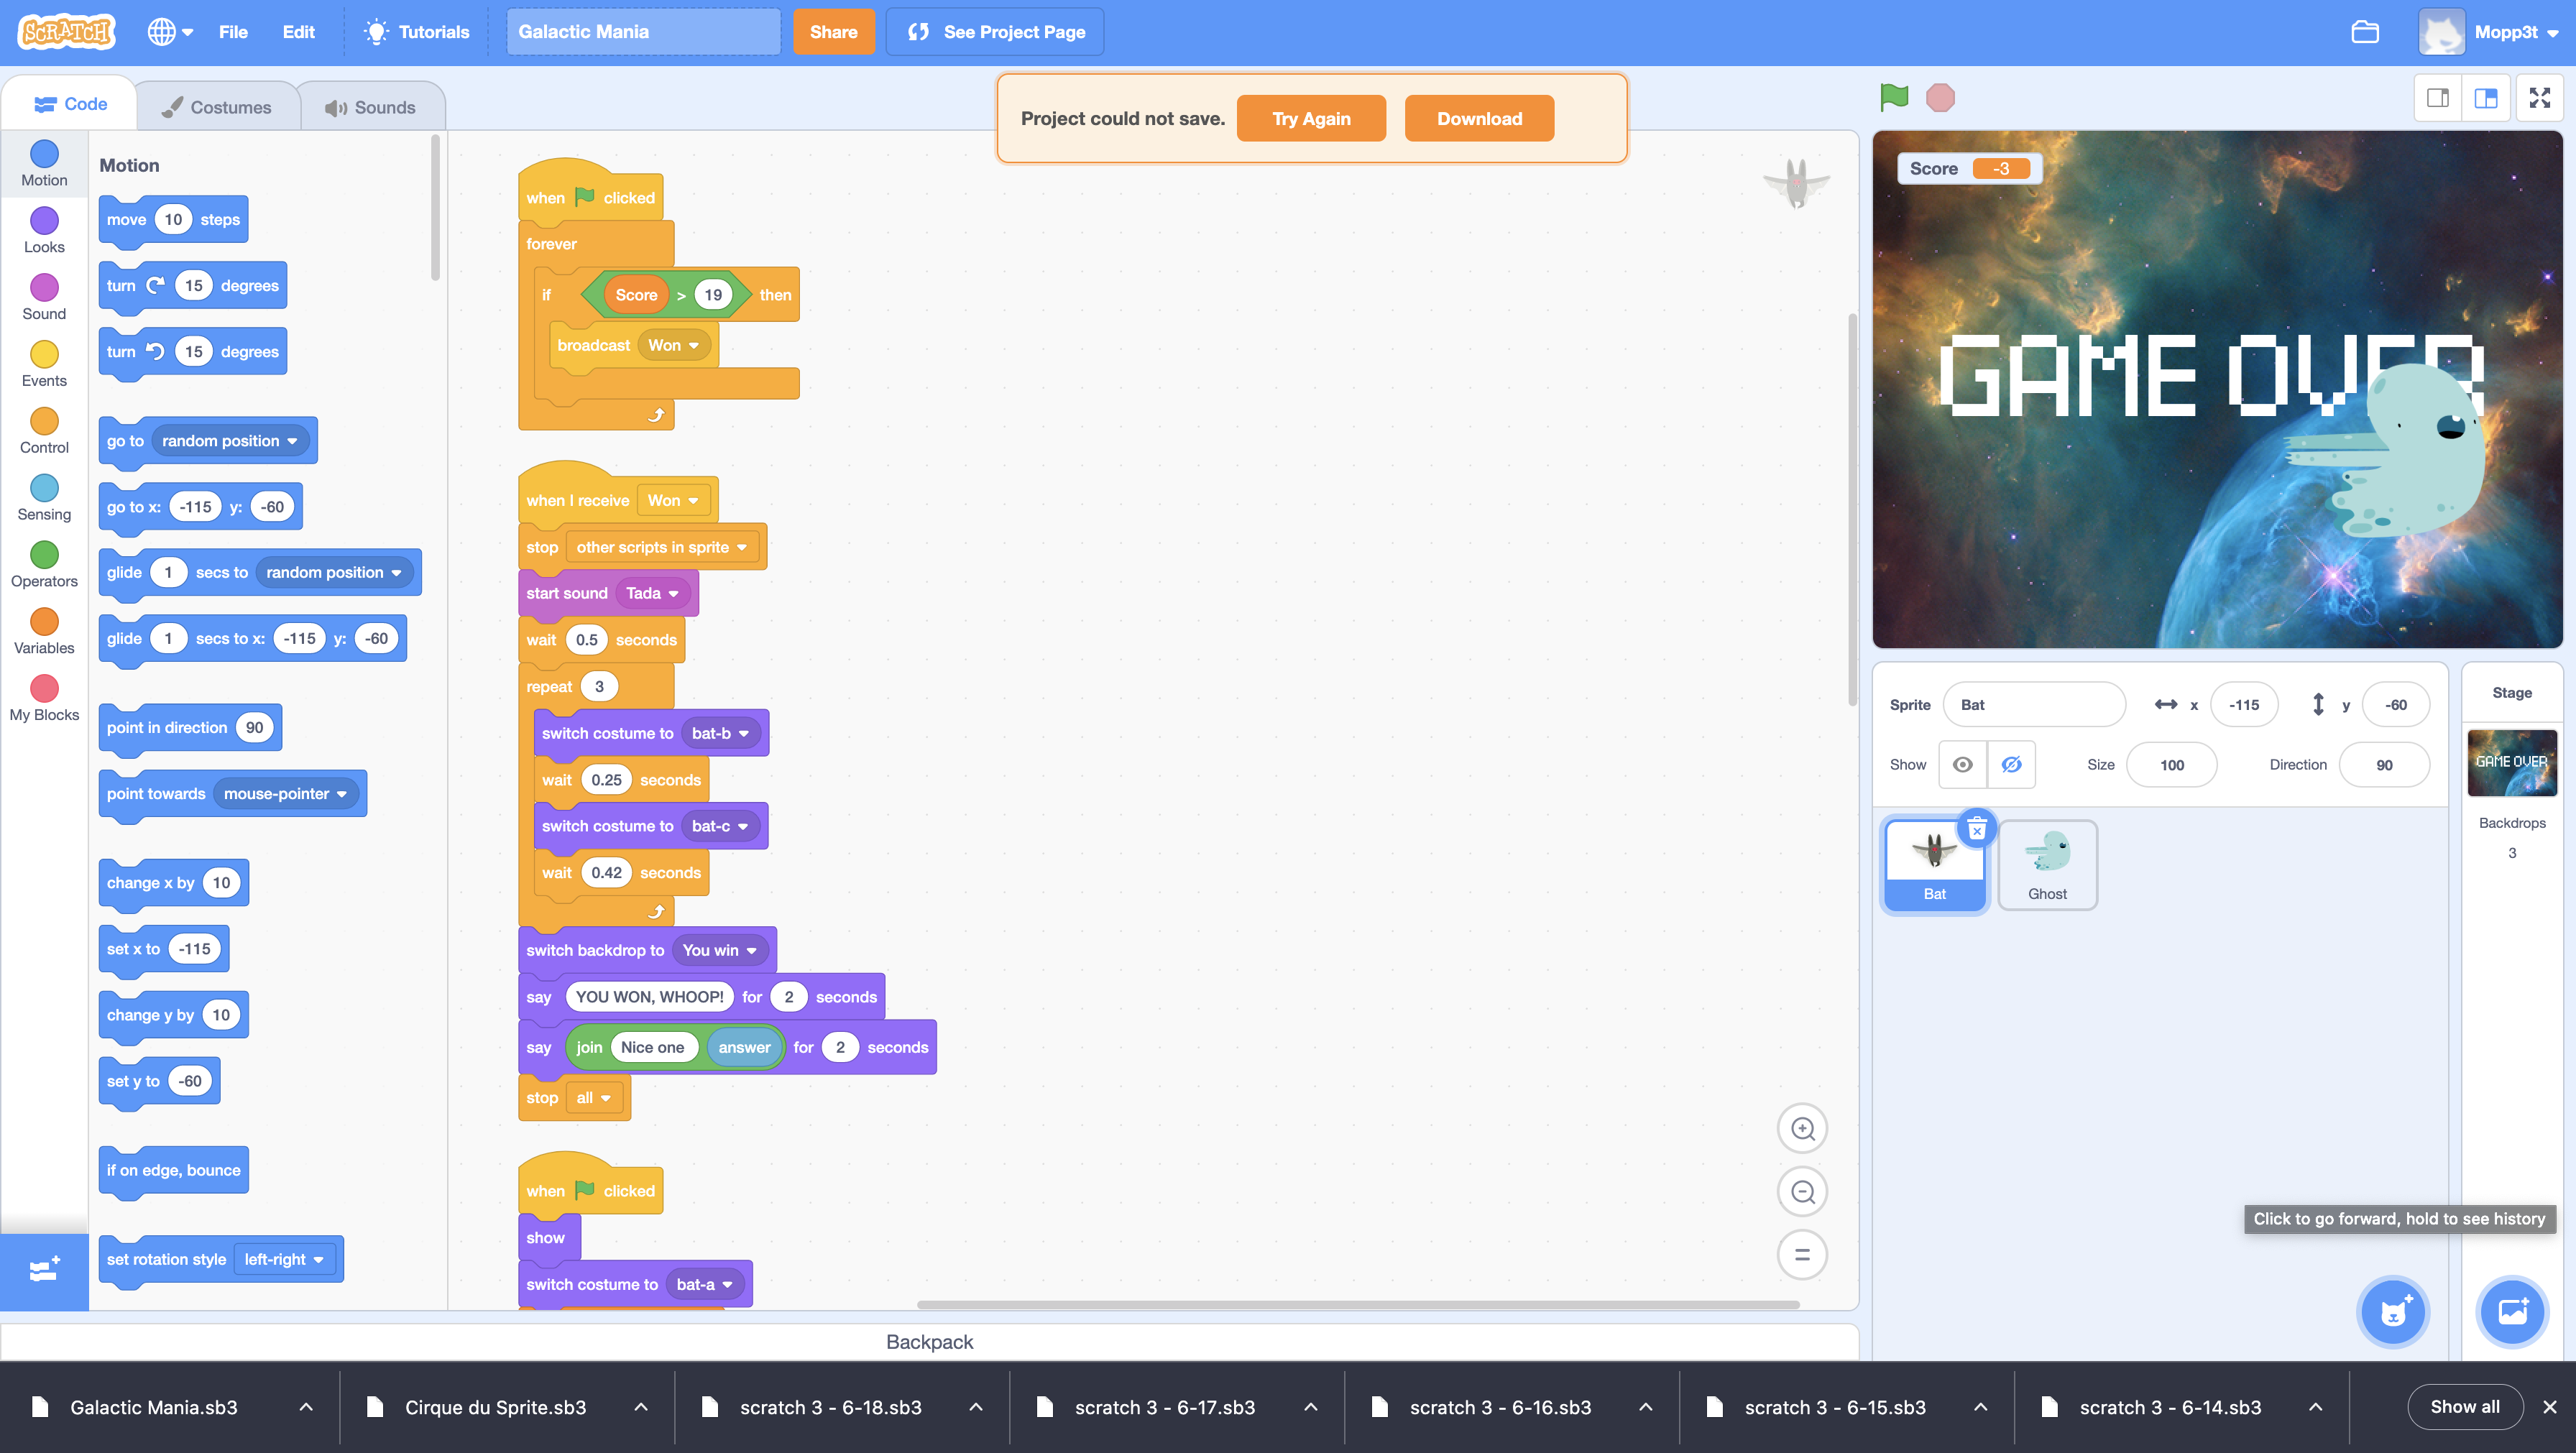 SCRATCH
File
Edit
Tutorials
Galactic Mania
Share
See Project Page
Mopp3t
Code
Costumes
Sounds
Project could not save.
Try Again
Download
Motion
Looks
Sound
Events
Control
Sensing
Operators
Variables
My Blocks
Motion
move 10 steps
turn 15 degrees
turn 15 degrees
go to random position
go to x: -115 y: -60
glide 1 secs to random position
glide 1 secs to x: -115 y: -60
point in direction 90
point towards mouse-pointer
change x by 10
set x to -115
change y by 10
set y to -60
if on edge, bounce
set rotation style left-right
when clicked
forever
if Score > 19 then
broadcast Won
when I receive Won
stop other scripts in sprite
start sound Tada
wait 0.5 seconds
repeat 3
switch costume to bat-b
wait 0.25 seconds
switch costume to bat-c
wait 0.42 seconds
switch backdrop to You win
say YOU WON, WHOOP! for 2 seconds
say join Nice one answer for 2 seconds
stop all
when clicked
show
switch costume to bat-a
Backpack
Score -3
GAME OVER
Sprite Bat x -115 y -60
Show Size 100 Direction 90
Bat
Ghost
Stage
GAME OVER
Backdrops
3
Click to go forward, hold to see history
Galactic Mania.sb3
Cirque du Sprite.sb3
scratch 3 - 6-18.sb3
scratch 3 - 6-17.sb3
scratch 3 - 6-16.sb3
scratch 3 - 6-15.sb3
scratch 3 - 6-14.sb3
Show all